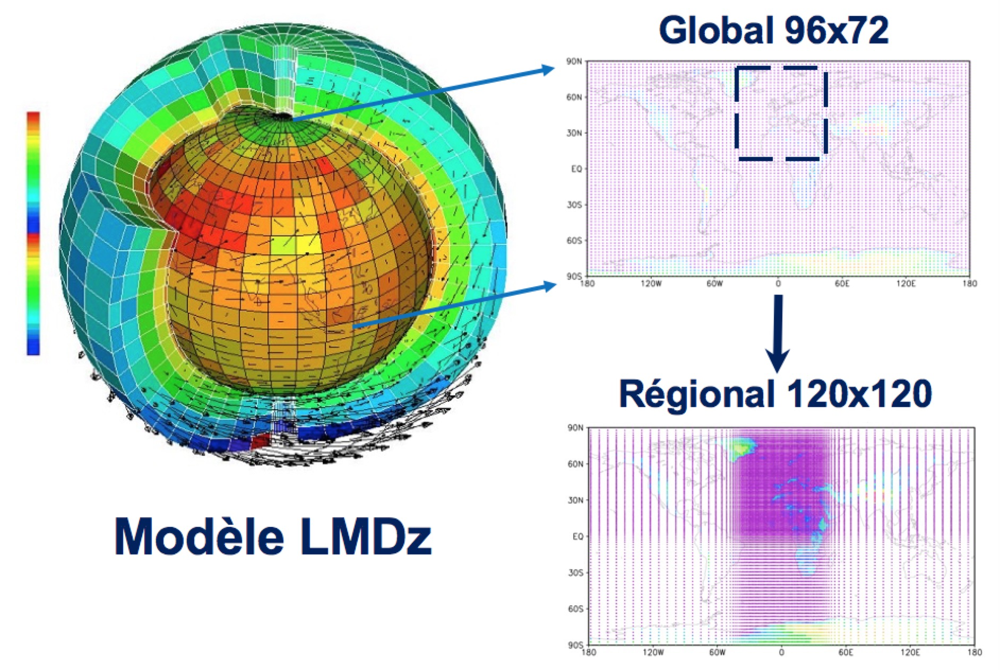 Global 96x72
90N
60N
30N
EQ
30S
60S
90S
180 120W 60W 0 60E 120E 180
Régional 120x120
90N
60N
30N
EQ
30S
60S
90S
180 120W 60W 0 60E 120E 180
Modèle LMDz